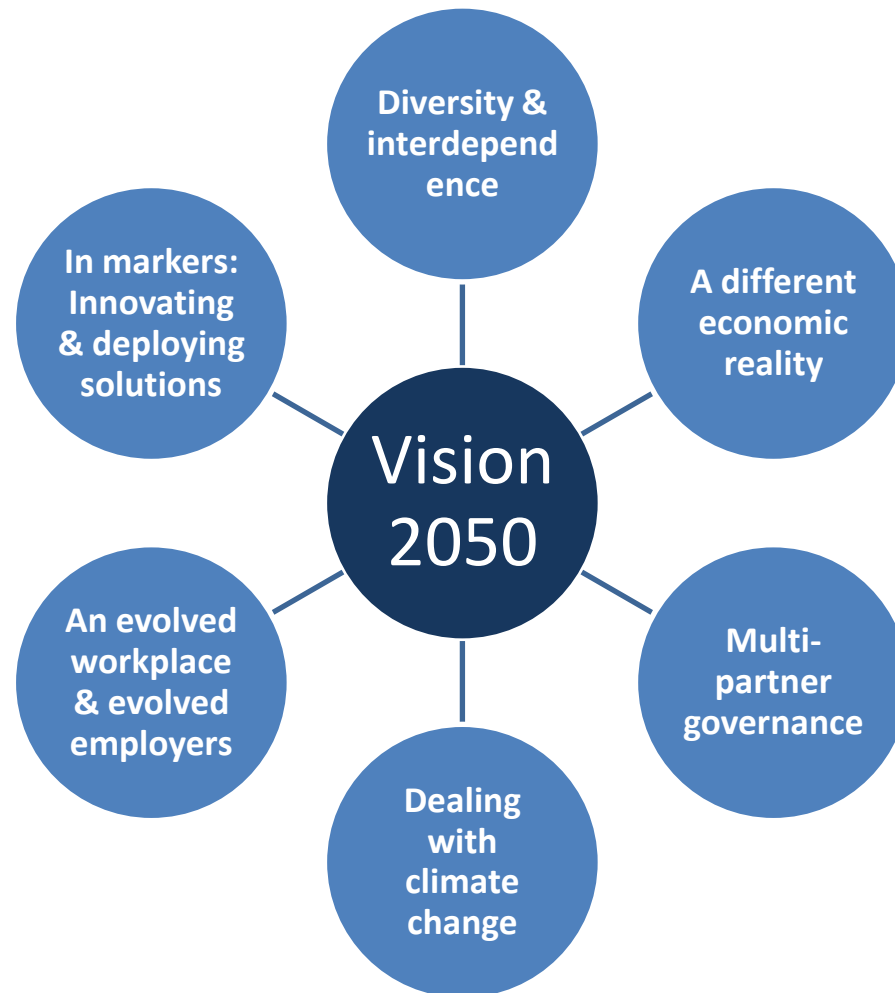 Diversity &
interdepend
ence
In markers:
Innovating
& deploying
solutions
A different
economic
reality
Vision
2050
An evolved
workplace
& evolved
employers
Multi-
partner
governance
Dealing
with
climate
change